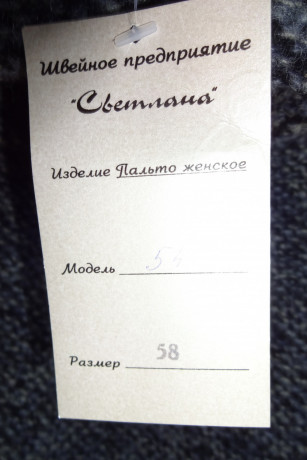 Швейное предприятие
"Светлана"
Изделие Пальто женское
Модель
Размер 58